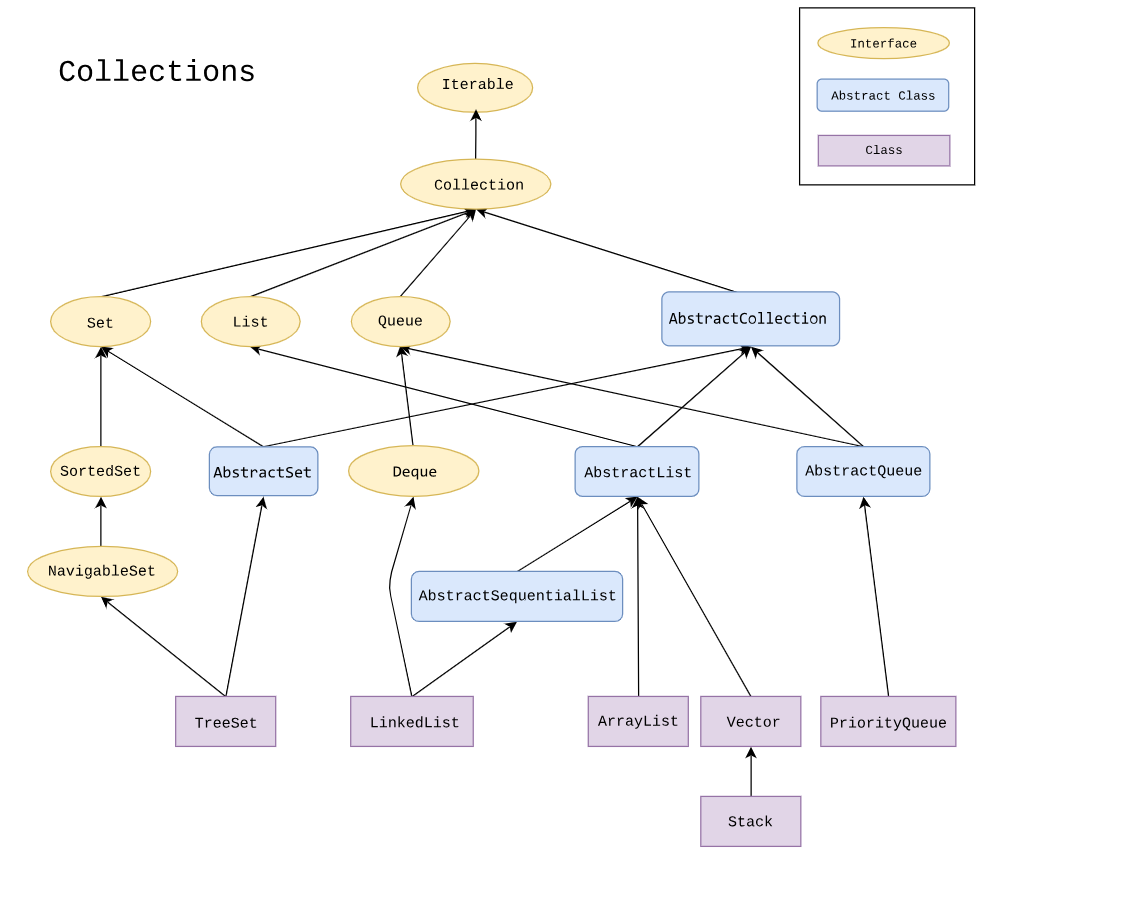 Collections
Interface
Abstract Class
Class
Iterable
Collection
Set
List
Queue
AbstractCollection
SortedSet
AbstractSet
Deque
AbstractList
AbstractQueue
NavigableSet
AbstractSequentialList
TreeSet
LinkedList
ArrayList
Vector
PriorityQueue
Stack